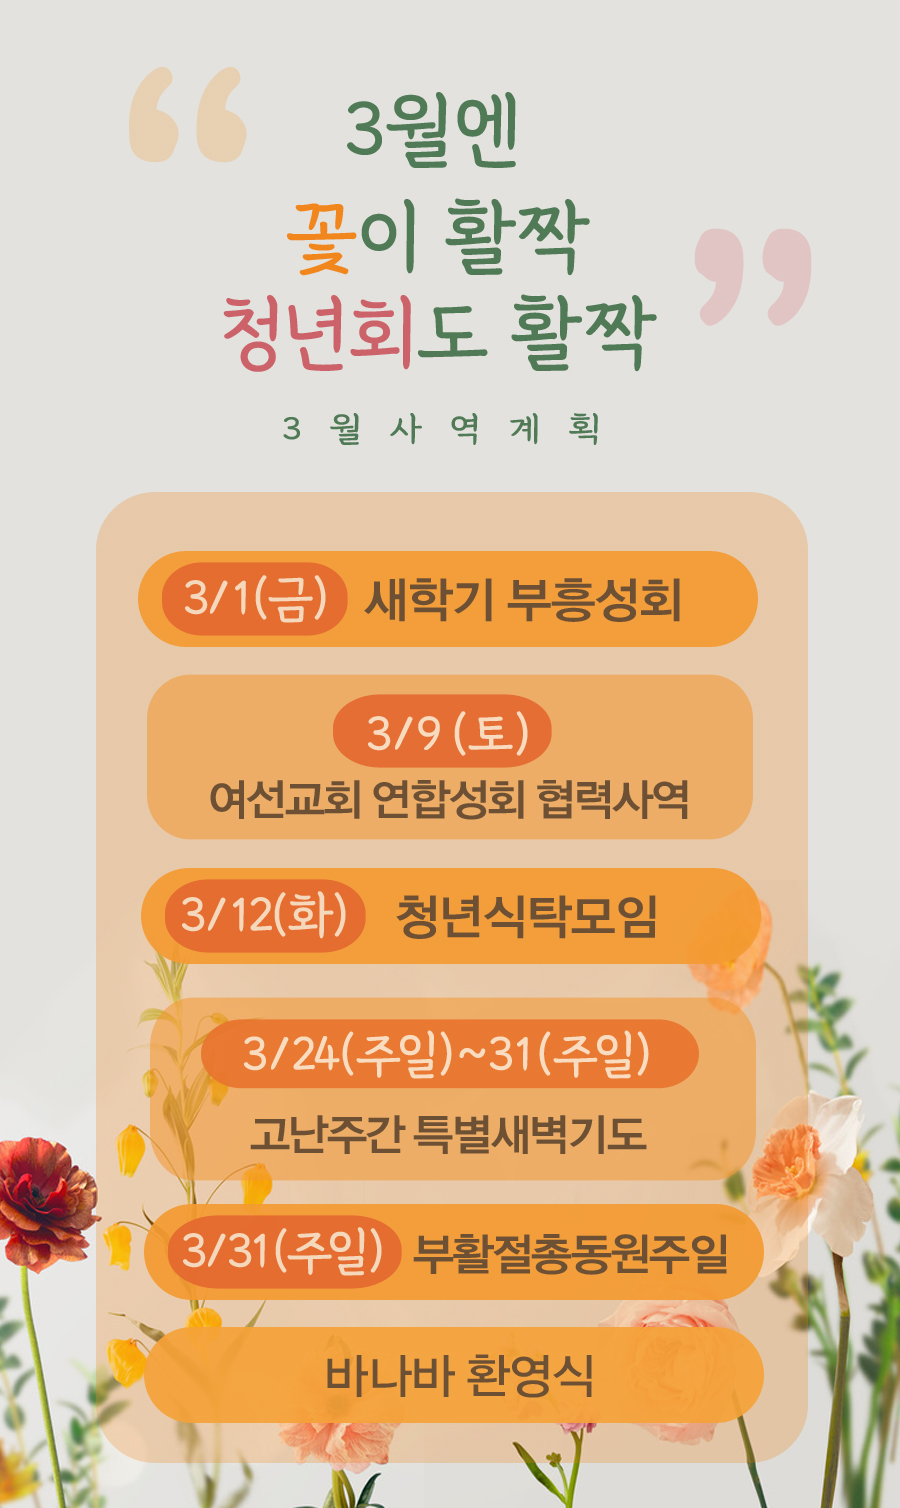 “
3월엔
꽃이 활짝
청년회도 활짝
”
3월사역계획
3/1(금) 새학기 부흥성회
3/9 (토)
여선교회 연합성회 협력사역
3/12(화) 청년식탁모임
3/24(주일)~31(주일)
고난주간 특별새벽기도
3/31(주일) 부활절총동원주일
바나바 환영식